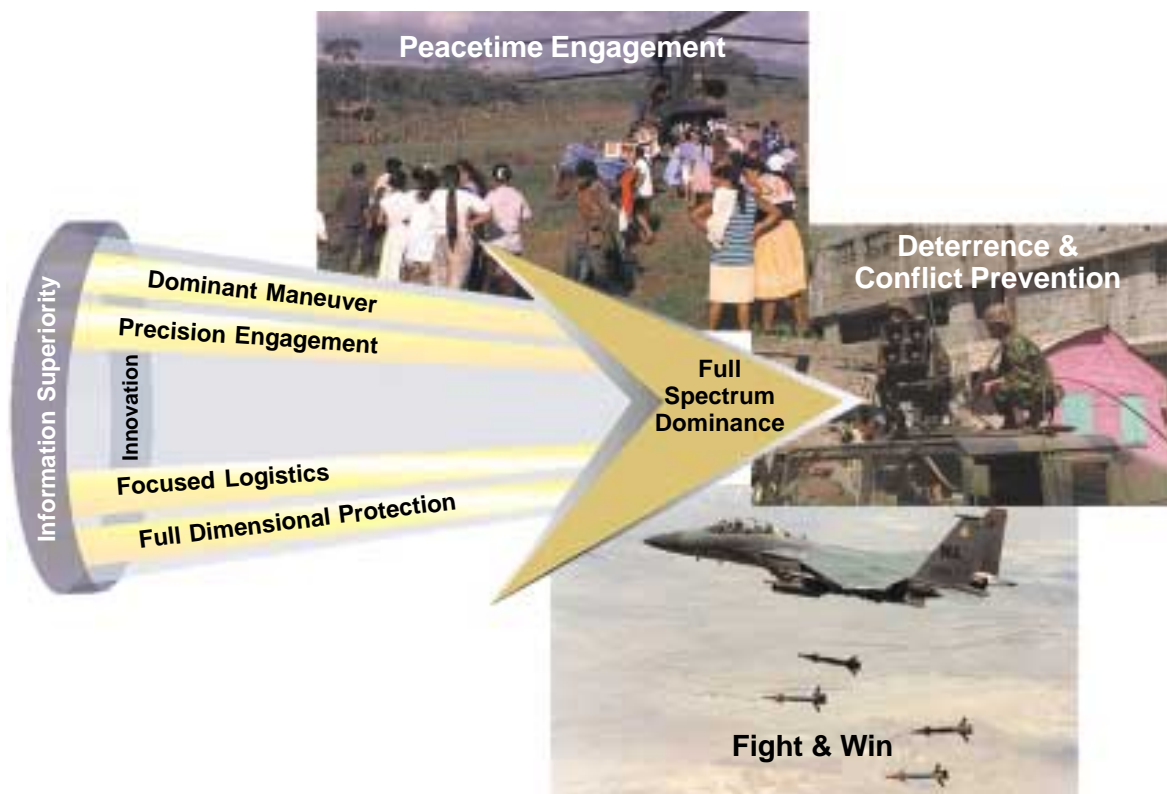 Peacetime Engagement
Deterrence &
Conflict Prevention
Information Superiority
Innovation
Dominant Maneuver
Precision Engagement
Focused Logistics
Full Dimensional Protection
Full
Spectrum
Dominance
Fight & Win